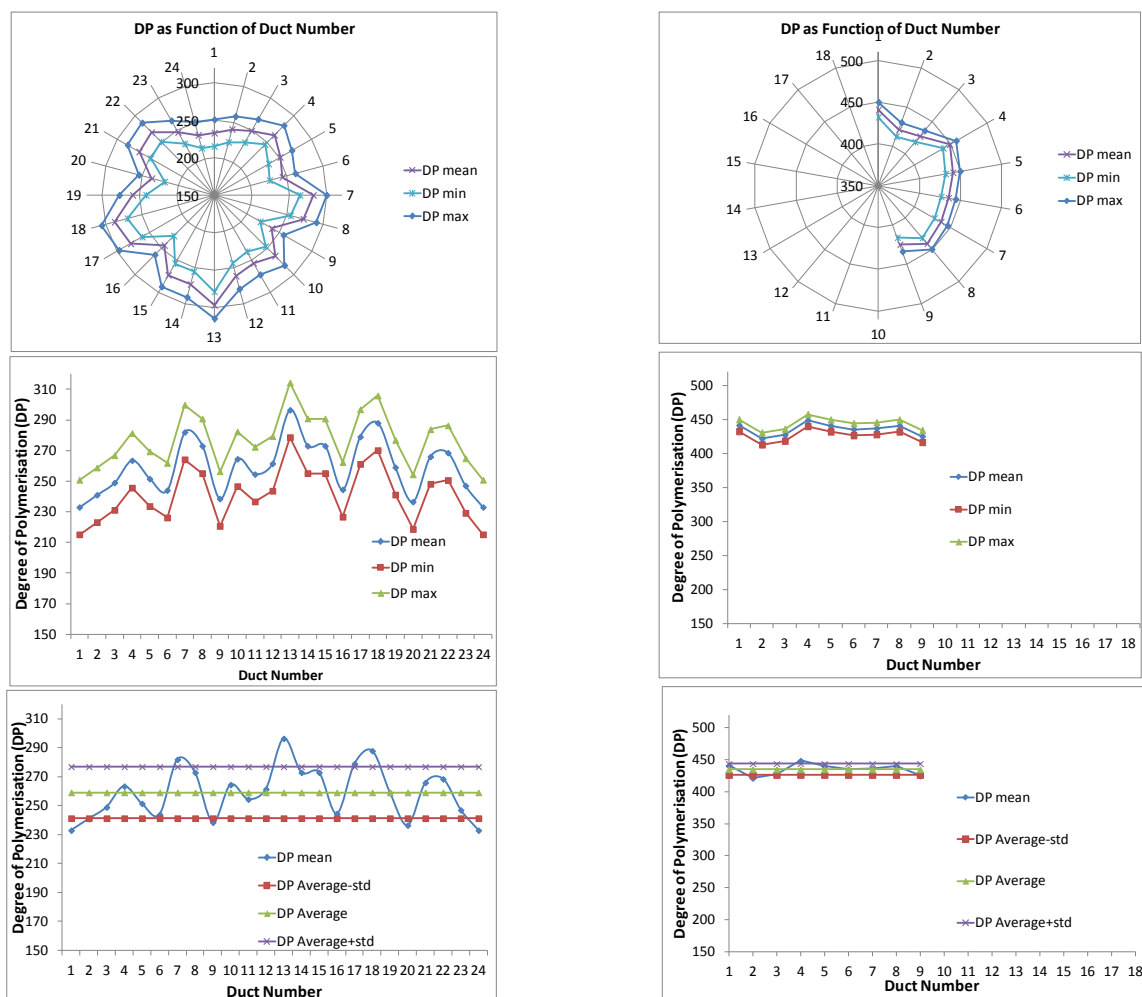 DP as Function of Duct Number
1
2
3
4
5
6
7
8
9
10
11
12
13
14
15
16
17
18
19
20
21
22
23
24
300
250
200
150
DP mean
DP min
DP max
DP as Function of Duct Number
1
2
3
4
5
6
7
8
9
10
11
12
13
14
15
16
17
18
500
450
400
350
DP mean
DP min
DP max
Degree of Polymerisation (DP)
310
290
270
250
230
210
190
170
150
DP mean
DP min
DP max
1 2 3 4 5 6 7 8 9 10 11 12 13 14 15 16 17 18 19 20 21 22 23 24
Duct Number
Degree of Polymerisation (DP)
500
450
400
350
300
250
200
150
DP mean
DP min
DP max
1 2 3 4 5 6 7 8 9 10 11 12 13 14 15 16 17 18
Duct Number
Degree of Polymerisation (DP)
310
290
270
250
230
210
190
170
150
DP mean
DP Average-std
DP Average
DP Average+std
1 2 3 4 5 6 7 8 9 10 11 12 13 14 15 16 17 18 19 20 21 22 23 24
Duct Number
Degree of Polymerisation (DP)
500
450
400
350
300
250
200
150
DP mean
DP Average-std
DP Average
DP Average+std
1 2 3 4 5 6 7 8 9 10 11 12 13 14 15 16 17 18
Duct Number